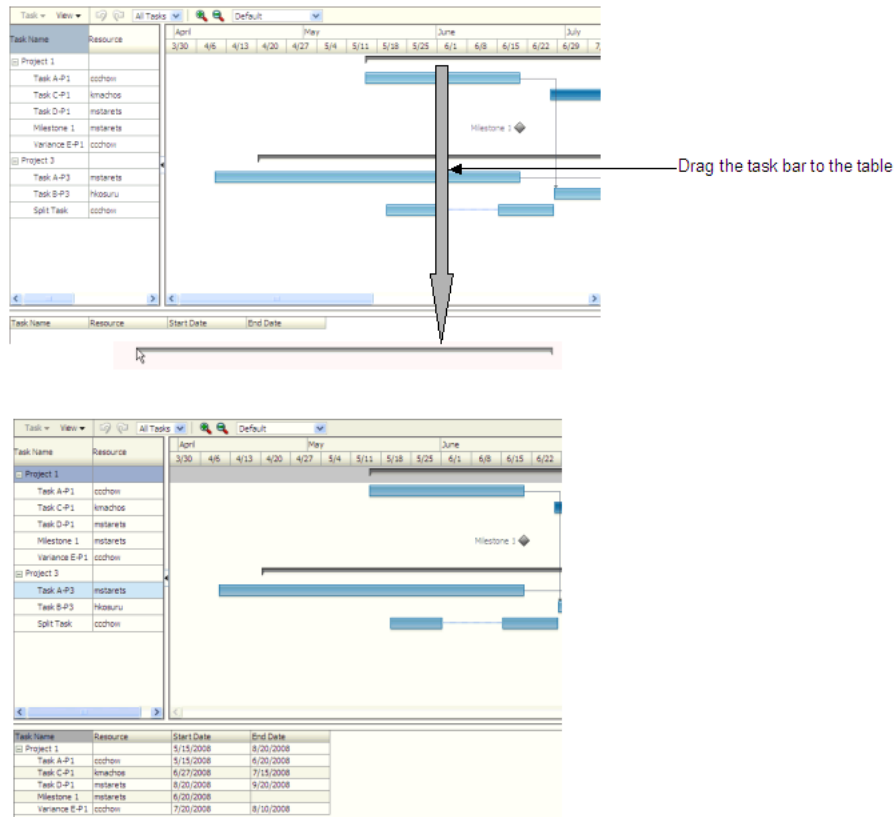 Task View All Tasks Default
Task Name Resource April May June July
3/30 4/6 4/13 4/20 4/27 5/4 5/11 5/18 5/25 6/1 6/8 6/15 6/22 6/29 7/
Project 1
Task A-P1 ccchow
Task C-P1 kmachos
Task D-P1 mstarets
Milestone 1 mstarets Milestone 1
Variance E-P1 ccchow
Project 3
Drag the task bar to the table
Task A-P3 mstarets
Task B-P3 hkosuru
Split Task ccchow
Task Name Resource Start Date End Date
Task View All Tasks Default
Task Name Resource April May June
3/30 4/6 4/13 4/20 4/27 5/4 5/11 5/18 5/25 6/1 6/8 6/15 6/22
Project 1
Task A-P1 ccchow
Task C-P1 kmachos
Task D-P1 mstarets
Milestone 1 mstarets Milestone 1
Variance E-P1 ccchow
Project 3
Task A-P3 mstarets
Task B-P3 hkosuru
Split Task ccchow
Task Name Resource Start Date End Date
Project 1 5/15/2008 8/20/2008
Task A-P1 ccchow 5/15/2008 6/20/2008
Task C-P1 kmachos 6/27/2008 7/15/2008
Task D-P1 mstarets 8/20/2008 9/20/2008
Milestone 1 mstarets 6/20/2008
Variance E-P1 ccchow 7/20/2008 8/10/2008